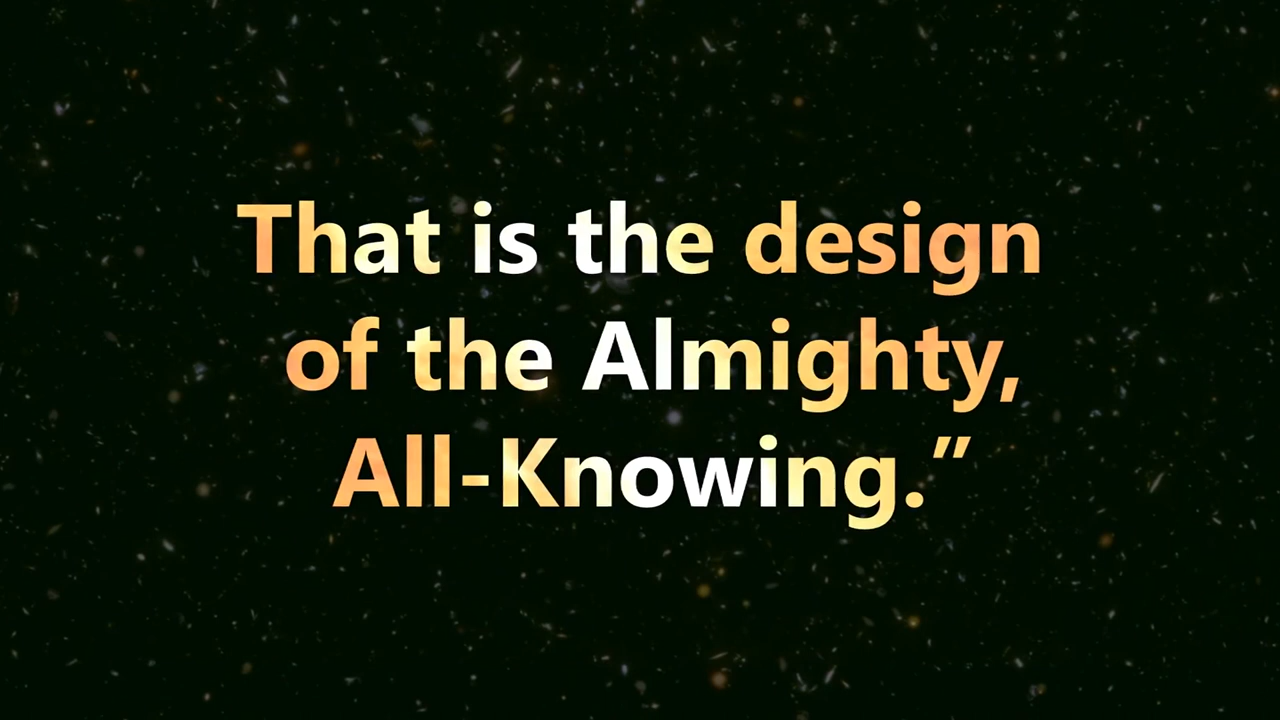 That is the design
of the Almighty,
All-Knowing.”